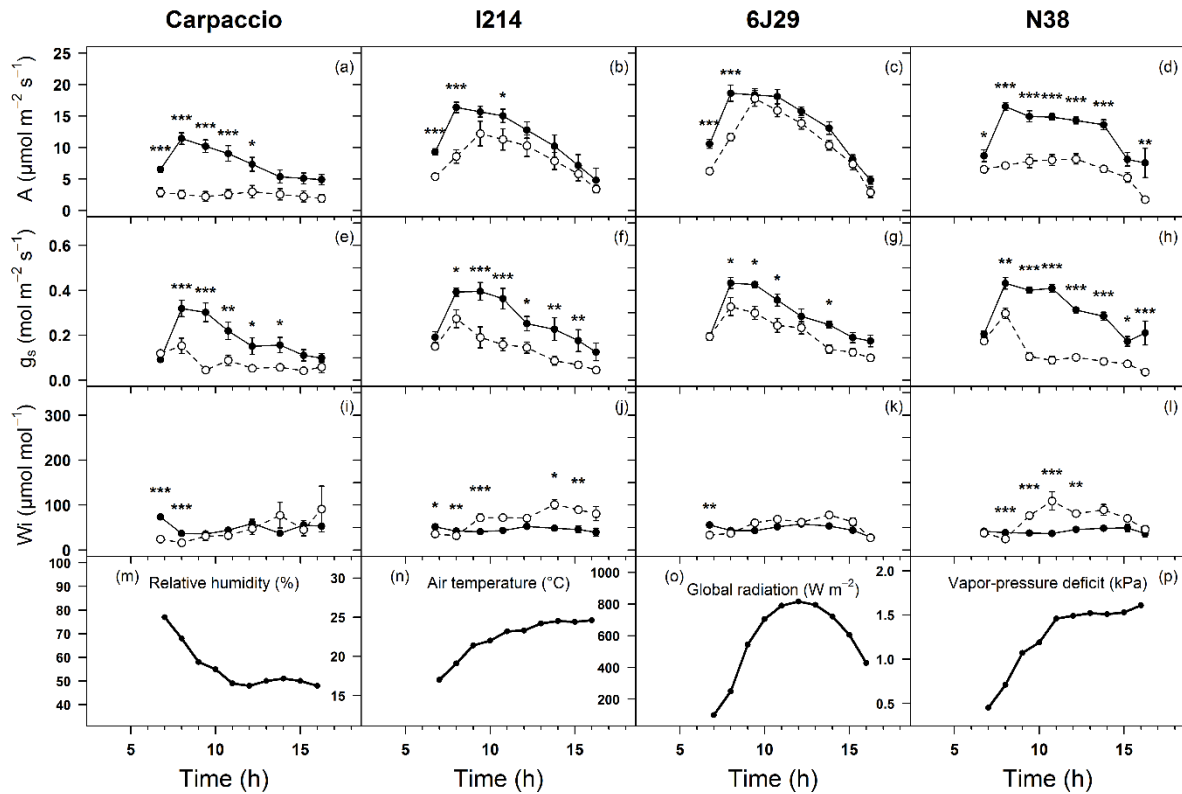 Carpaccio I214 6J29 N38
25 (a) (b) (c) (d)
20 *** *** * *** *** *** *** ***
A (µmol m⁻² s⁻¹)
15 *** *** *** *** * *** *** * **
10 ***
5
0
(e) (f) (g) (h)
0.6
gₛ (mol m⁻² s⁻¹)
*** *** ** * * * *** *** * ** ** * * * * ** *** *** *** *** * ***
0.4
0.2
0.0
(i) (j) (k) (l)
300
Wi (µmol mol⁻¹)
200
*** *** * ** *** * ** ** *** *** *** **
100
0
100 (m) Relative humidity (%) 30 (n) Air temperature (°C) 1000 (o) Global radiation (W m⁻²) 2.0 Vapor-pressure deficit (kPa) (p)
90
80 25 800 1.5
70 600
60 20 400 1.0
50 15 200 0.5
40
5 10 15 5 10 15 5 10 15 5 10 15
Time (h) Time (h) Time (h) Time (h)